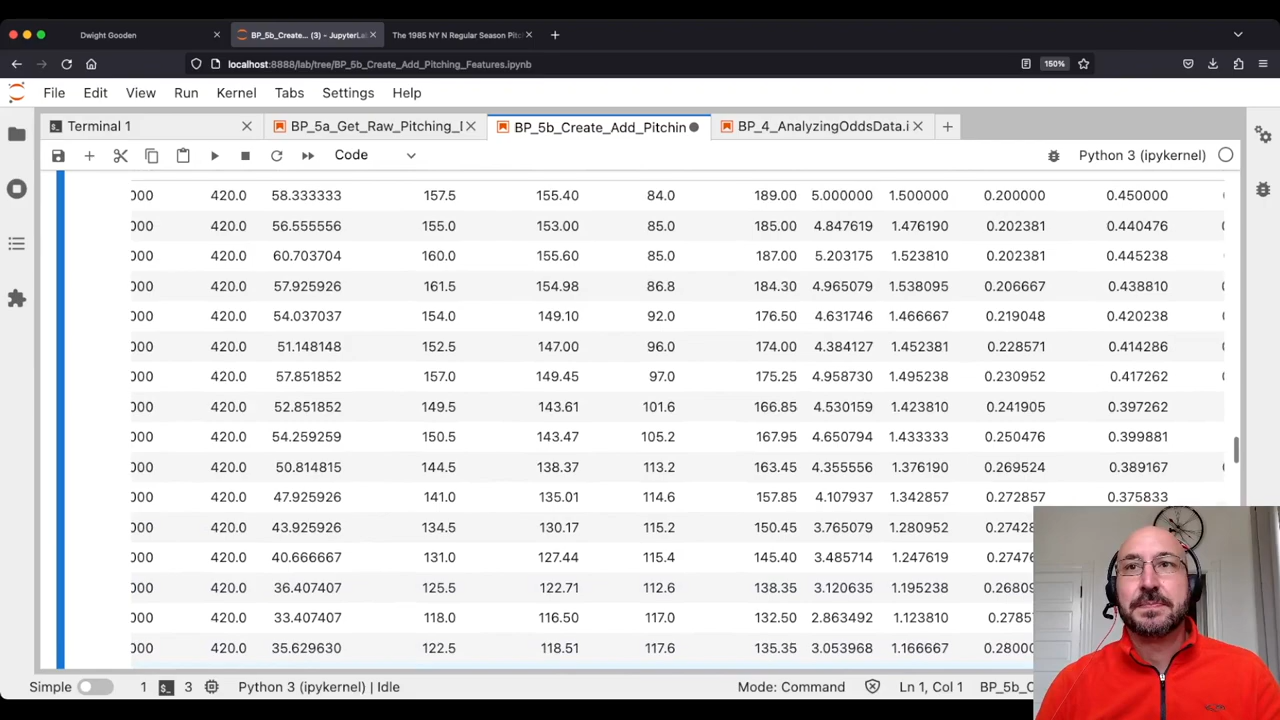 Dwight Gooden
BP_5b_Create... (3) - JupyterLa
The 1985 NY N Regular Season Pitc
localhost:8888/lab/tree/BP_5b_Create_Add_Pitching_Features.ipynb
150%
File Edit View Run Kernel Tabs Settings Help
Terminal 1
BP_5a_Get_Raw_Pitching_I
BP_5b_Create_Add_Pitchin
BP_4_AnalyzingOddsData.i
Code
Python 3 (ipykernel)
000 420.0 58.333333 157.5 155.40 84.0 189.00 5.000000 1.500000 0.200000 0.450000
000 420.0 56.555556 155.0 153.00 85.0 185.00 4.847619 1.476190 0.202381 0.440476
000 420.0 60.703704 160.0 155.60 85.0 187.00 5.203175 1.523810 0.202381 0.445238
000 420.0 57.925926 161.5 154.98 86.8 184.30 4.965079 1.538095 0.206667 0.438810
000 420.0 54.037037 154.0 149.10 92.0 176.50 4.631746 1.466667 0.219048 0.420238
000 420.0 51.148148 152.5 147.00 96.0 174.00 4.384127 1.452381 0.228571 0.414286
000 420.0 57.851852 157.0 149.45 97.0 175.25 4.958730 1.495238 0.230952 0.417262
000 420.0 52.851852 149.5 143.61 101.6 166.85 4.530159 1.423810 0.241905 0.397262
000 420.0 54.259259 150.5 143.47 105.2 167.95 4.650794 1.433333 0.250476 0.399881
000 420.0 50.814815 144.5 138.37 113.2 163.45 4.355556 1.376190 0.269524 0.389167
000 420.0 47.925926 141.0 135.01 114.6 157.85 4.107937 1.342857 0.272857 0.375833
000 420.0 43.925926 134.5 130.17 115.2 150.45 3.765079 1.280952 0.27428
000 420.0 40.666667 131.0 127.44 115.4 145.40 3.485714 1.247619 0.27476
000 420.0 36.407407 125.5 122.71 112.6 138.35 3.120635 1.195238 0.26809
000 420.0 33.407407 118.0 116.50 117.0 132.50 2.863492 1.123810 0.27857
000 420.0 35.629630 122.5 118.51 117.6 135.35 3.053968 1.166667 0.28000
Simple 1 3 Python 3 (ipykernel) | Idle Mode: Command Ln 1, Col 1 BP_5b_C